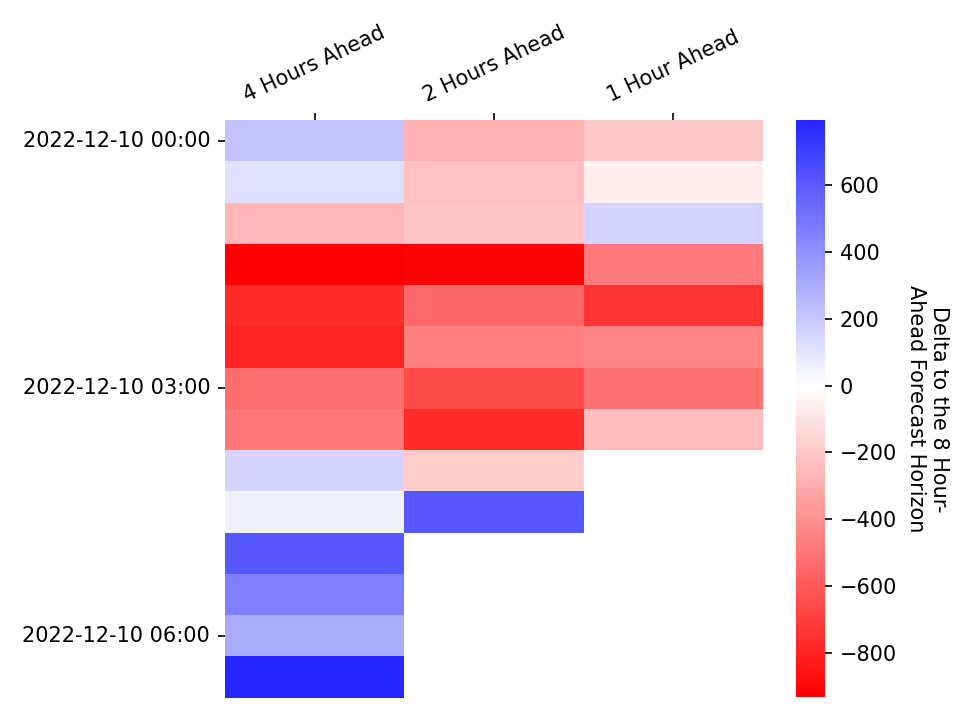 4 Hours Ahead
2 Hours Ahead
1 Hour Ahead
2022-12-10 00:00
2022-12-10 03:00
2022-12-10 06:00
600
400
200
0
−200
−400
−600
−800
Delta to the 8 Hour-
Ahead Forecast Horizon